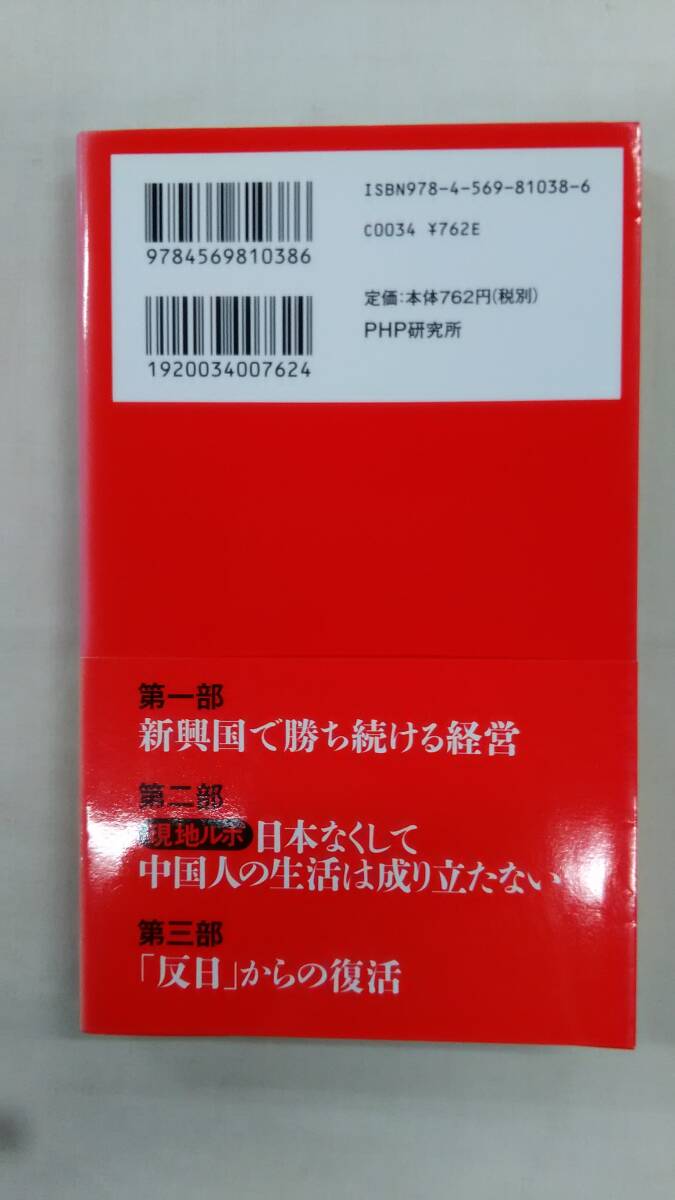 ISBN978-4-569-81038-6
C0034 ¥762E
定価:本体762円(税別)
PHP研究所
9784569810386
1920034007624
第一部
新興国で勝ち続ける経営
第二部
現地ルポ 日本なくして
中国人の生活は成り立たない
第三部
「反日」からの復活